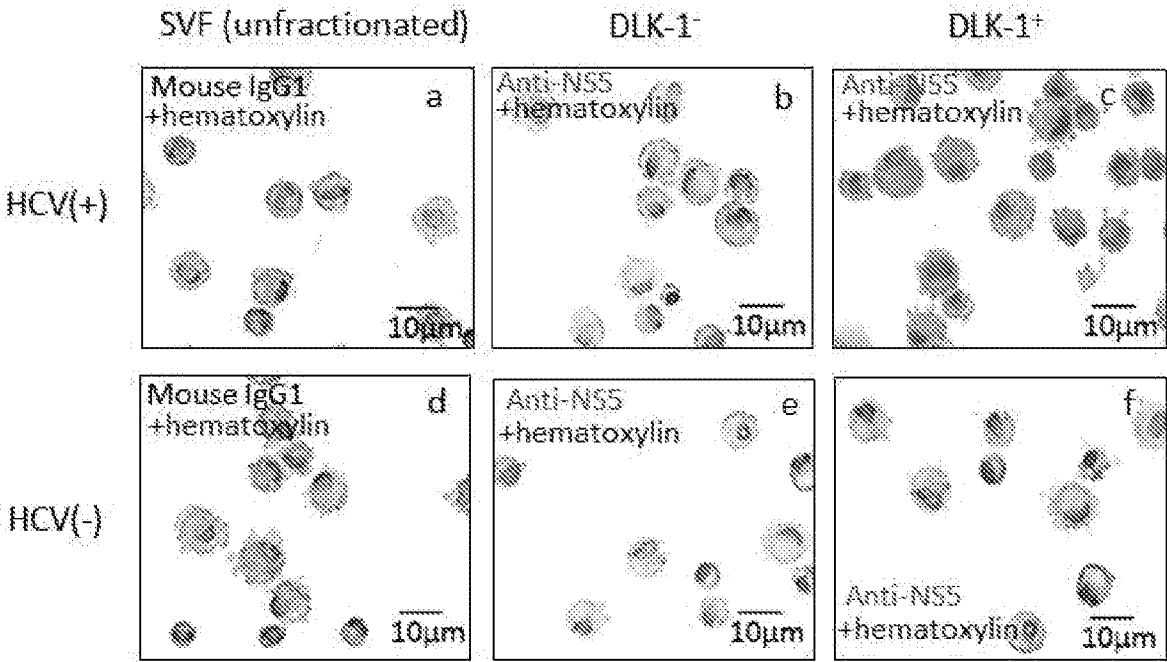 SVF (unfractionated)
DLK-1⁻
DLK-1⁺
HCV(+)
Mouse IgG1
+hematoxylin
a
10μm
Anti-NS5
+hematoxylin
b
10μm
Anti-NS5
+hematoxylin
c
10μm
HCV(-)
Mouse IgG1
+hematoxylin
d
10μm
Anti-NS5
+hematoxylin
e
10μm
f
Anti-NS5
+hematoxylin
10μm